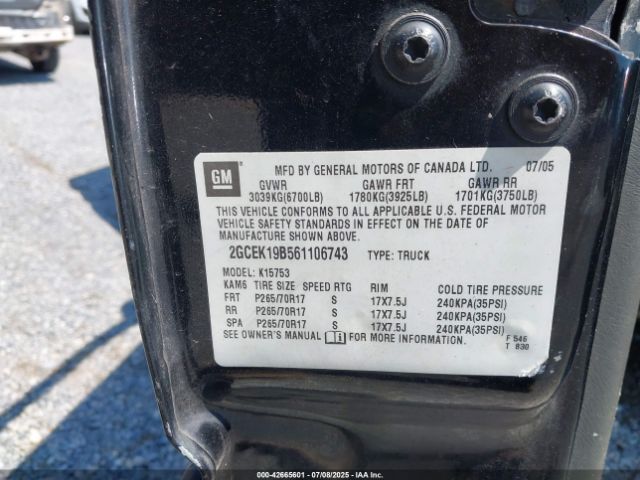 GM
MFD BY GENERAL MOTORS OF CANADA LTD. 07/05
GVWR GAWR FRT GAWR RR
3039KG(6700LB) 1780KG(3925LB) 1701KG(3750LB)
THIS VEHICLE CONFORMS TO ALL APPLICABLE U.S. FEDERAL MOTOR
VEHICLE SAFETY STANDARDS IN EFFECT ON THE DATE OF
MANUFACTURE SHOWN ABOVE.
2GCEK19B561106743 TYPE: TRUCK
MODEL: K15753
KAM6 TIRE SIZE SPEED RTG RIM COLD TIRE PRESSURE
FRT P265/70R17 S 17X7.5J 240KPA(35PSI)
RR P265/70R17 S 17X7.5J 240KPA(35PSI)
SPA P265/70R17 S 17X7.5J 240KPA(35PSI)
SEE OWNER'S MANUAL i FOR MORE INFORMATION.
F 546
T 830
000-42665601 07/08/2025 Copyright © IAA, LLC.